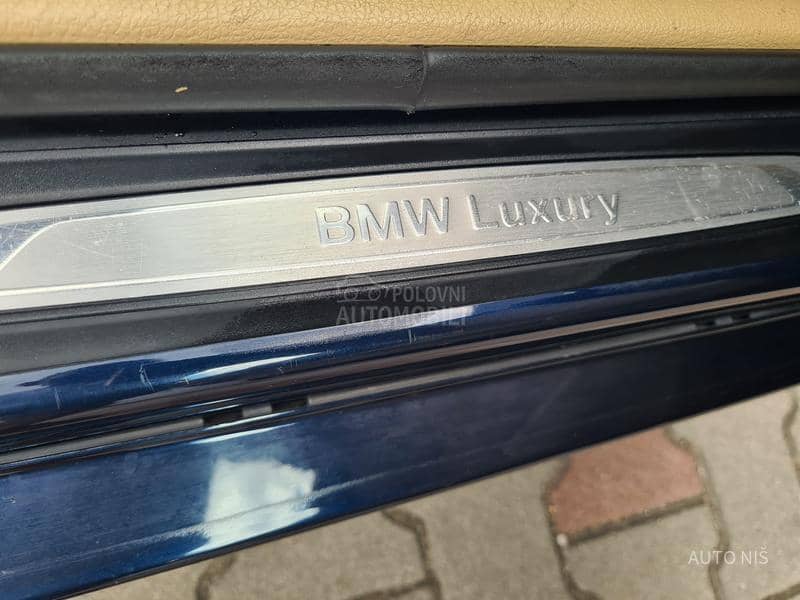 BMW Luxury
POLOVNI
AUTOMOBILI
AUTO NIŠ